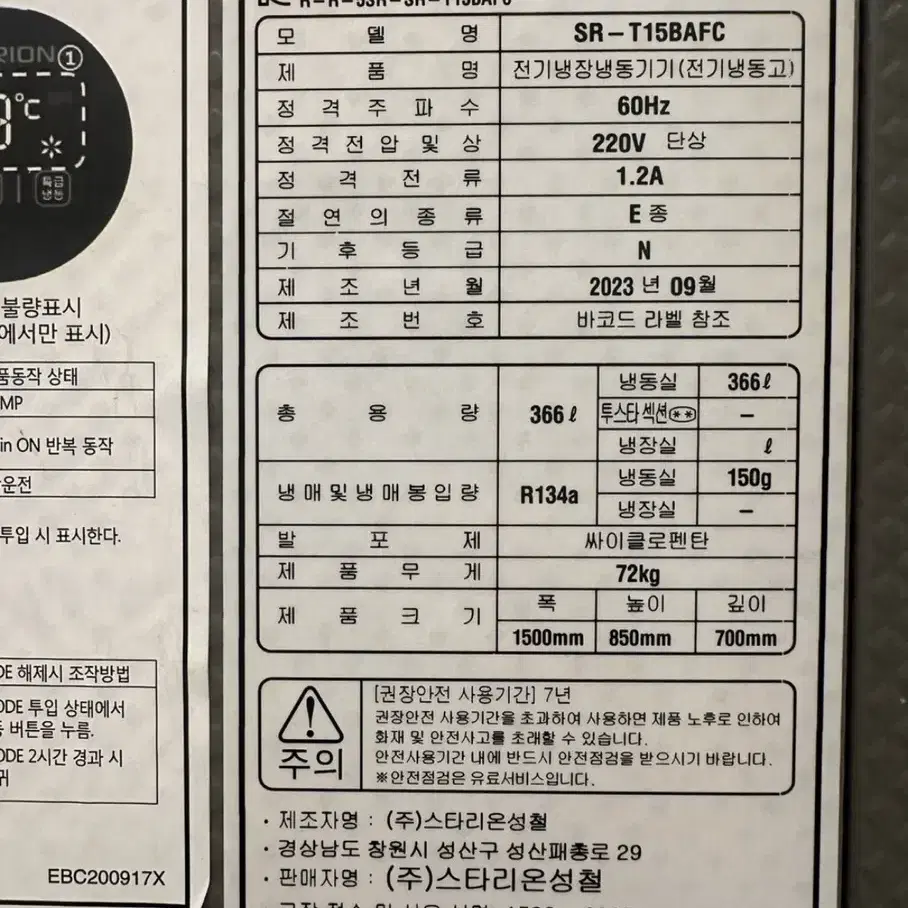 RION ①
℃
특급
냉동
불량표시
에서만 표시)
품동작 상태
MP
in ON 반복 동작
운전
투입 시 표시한다.
DE 해제시 조작방법
ODE 투입 상태에서
버튼을 누름.
ODE 2시간 경과 시
귀
EBC200917X
R-R-SSR-SR-T15BAFC
모 델 명 SR-T15BAFC
제 품 명 전기냉장냉동기기(전기냉동고)
정 격 주 파 수 60Hz
정 격 전 압 및 상 220V 단상
정 격 전 류 1.2A
절 연 의 종 류 E 종
기 후 등 급 N
제 조 년 월 2023 년 09월
제 조 번 호 바코드 라벨 참조
총 용 량 366ℓ 냉동실 366ℓ
투스타 섹션(**) -
냉장실 ℓ
냉 매 및 냉 매 봉 입 량 R134a 냉동실 150g
냉장실 -
발 포 제 싸이클로펜탄
제 품 무 게 72kg
제 품 크 기 폭 높이 깊이
1500mm 850mm 700mm
주의
[권장안전 사용기간] 7년
권장안전 사용기간을 초과하여 사용하면 제품 노후로 인하여
화재 및 안전사고를 초래할 수 있습니다.
안전사용기간 내에 반드시 안전점검을 받으시기 바랍니다.
※안전점검은 유료서비스입니다.
· 제조자명 : (주)스타리온성철
· 경상남도 창원시 성산구 성산패총로 29
· 판매자명 : (주)스타리온성철